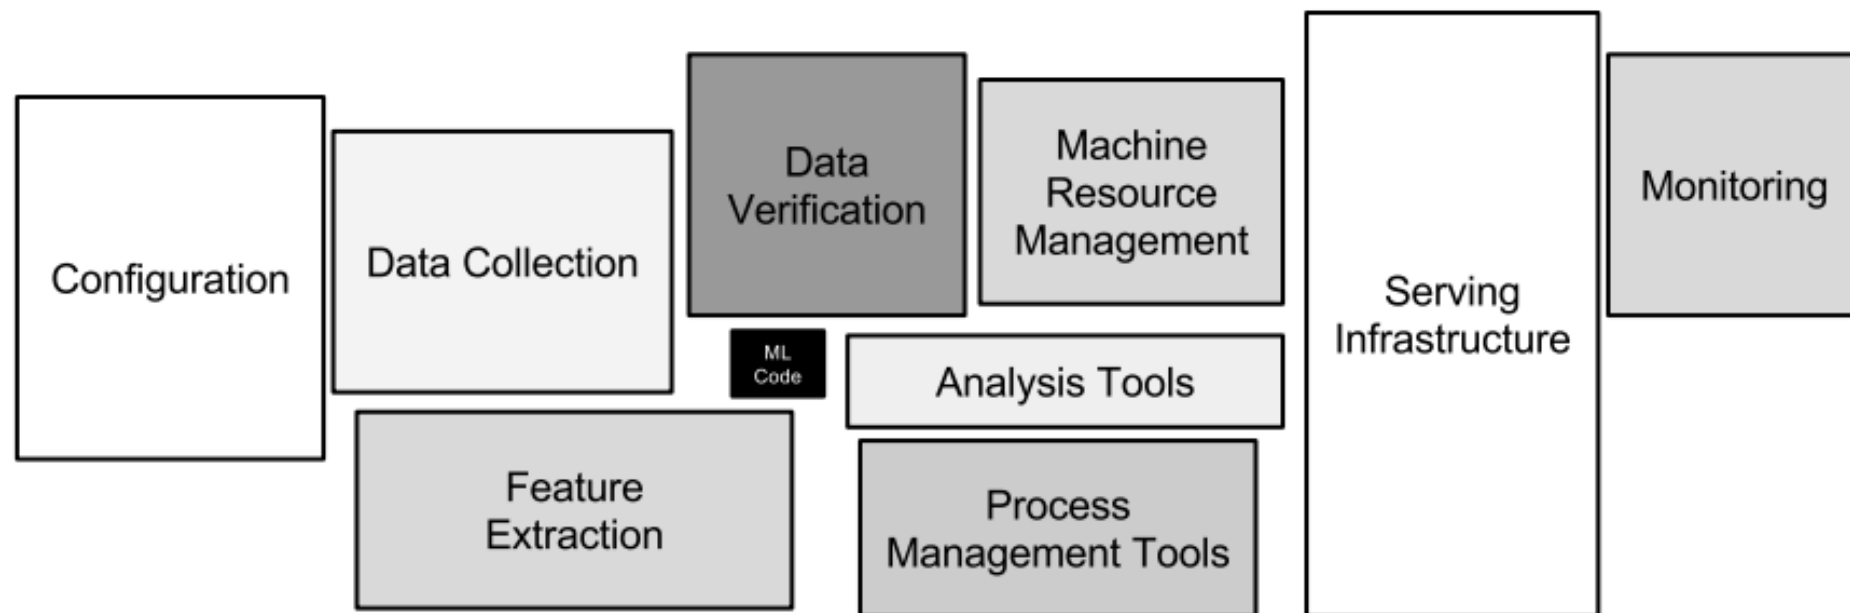 Configuration
Data Collection
Feature
Extraction
Data
Verification
ML
Code
Machine
Resource
Management
Analysis Tools
Process
Management Tools
Serving
Infrastructure
Monitoring